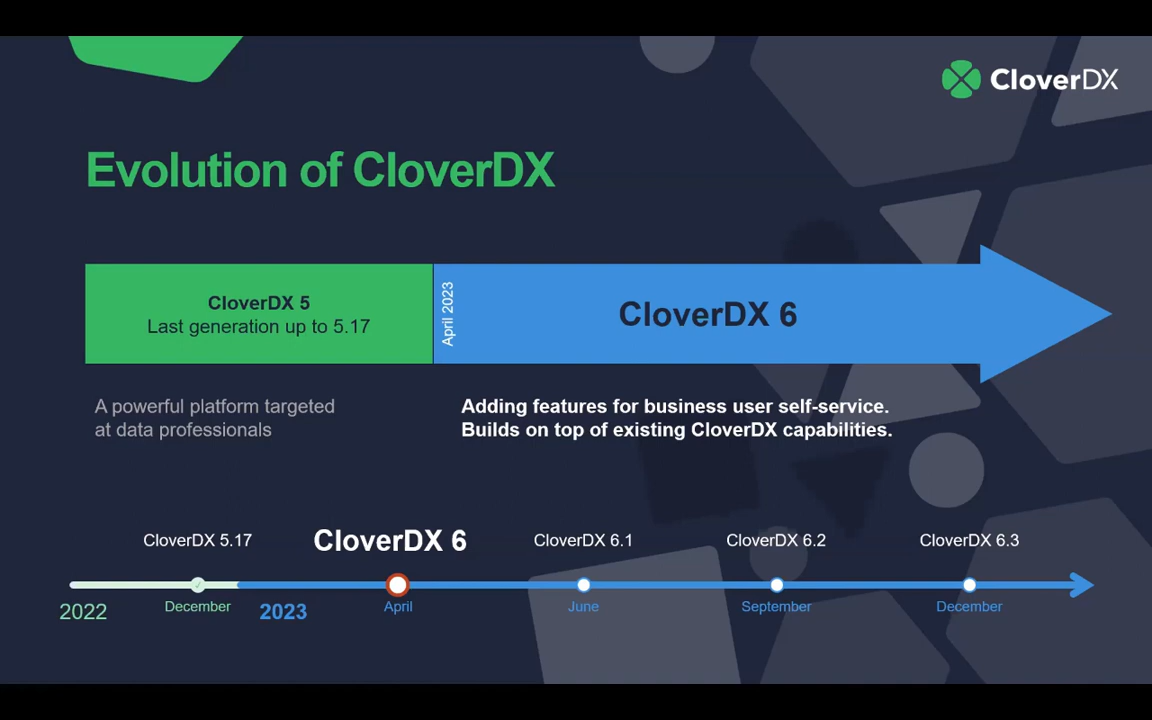 CloverDX
Evolution of CloverDX
CloverDX 5
Last generation up to 5.17
April 2023
CloverDX 6
A powerful platform targeted
at data professionals
Adding features for business user self-service.
Builds on top of existing CloverDX capabilities.
CloverDX 5.17
CloverDX 6
CloverDX 6.1
CloverDX 6.2
CloverDX 6.3
2022
December
2023
April
June
September
December